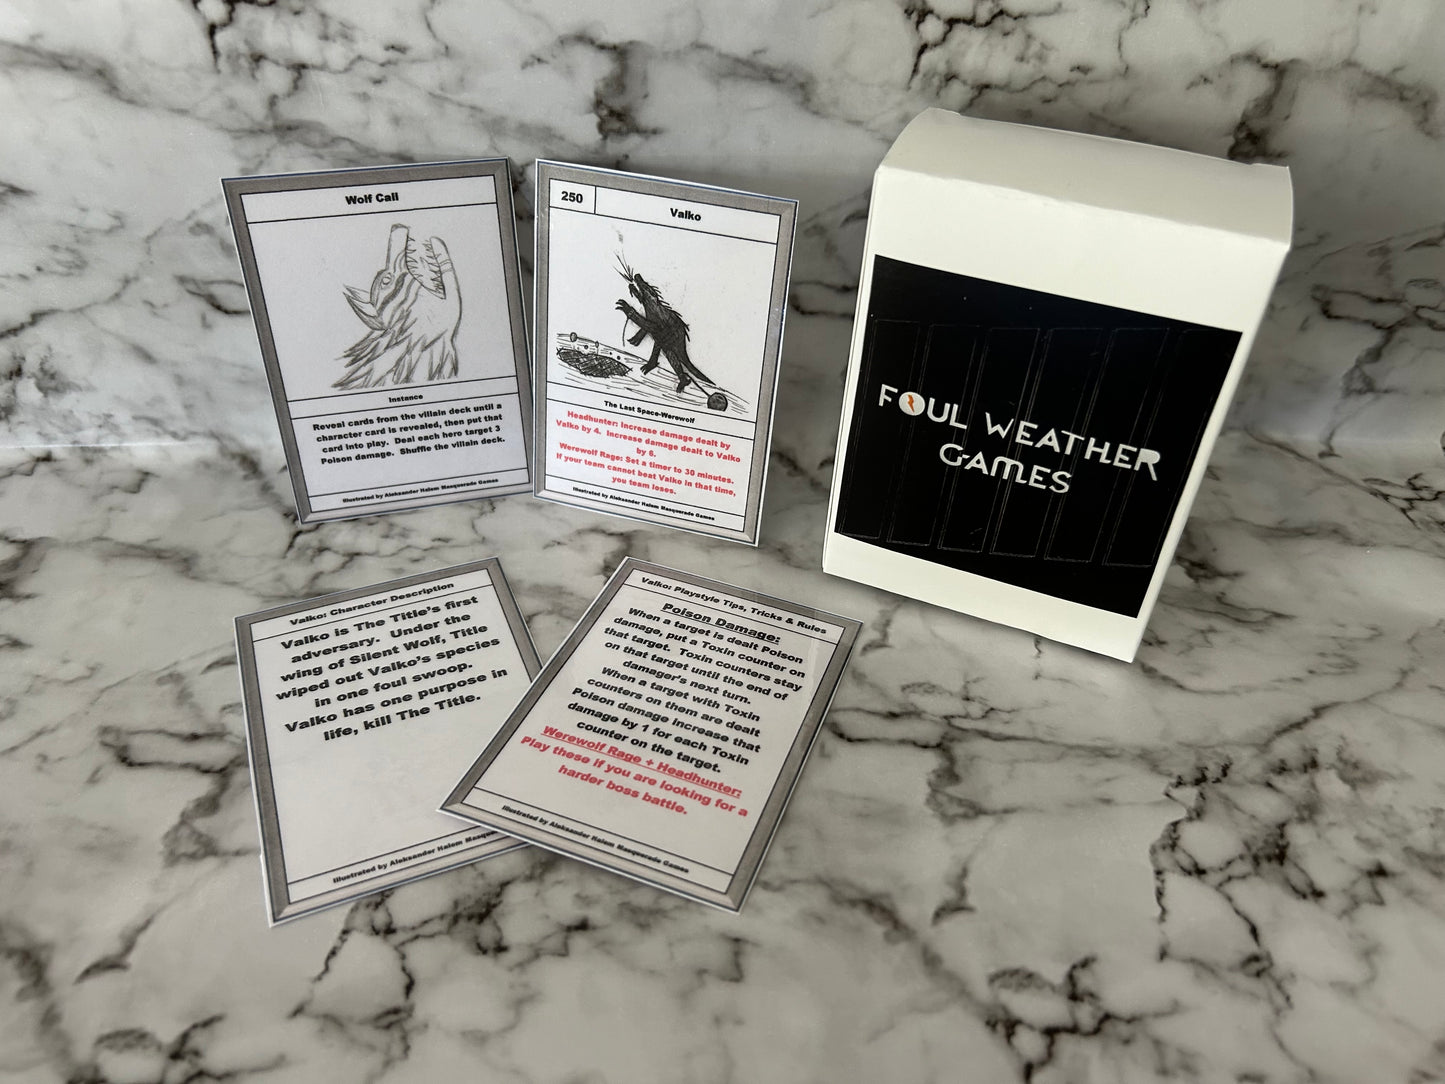 Wolf Call
Instance
Reveal cards from the villain deck until a
character card is revealed, then put that
card into play. Deal each hero target 3
Poison damage. Shuffle the villain deck.
Illustrated by Aleksander Halem Masquerade Games
250
Valko
The Last Space-Werewolf
Headhunter: Increase damage dealt by
Valko by 4. Increase damage dealt to Valko
by 6.
Werewolf Rage: Set a timer to 30 minutes.
If your team cannot beat Valko in that time,
you team loses.
Illustrated by Aleksander Halem Masquerade Games
FOUL WEATHER
GAMES
Valko: Character Description
Valko is The Title's first
adversary. Under the
wing of Silent Wolf, Title
wiped out Valko's species
in one foul swoop.
Valko has one purpose in
life, kill The Title.
Illustrated by Aleksander Halem Masque
Valko: Playstyle Tips, Tricks & Rules
Poison Damage:
When a target is dealt Poison
damage, put a Toxin counter on
that target. Toxin counters stay
on that target until the end of
damager's next turn.
When a target with Toxin
counters on them are dealt
Poison damage increase that
damage by 1 for each Toxin
counter on the target.
Werewolf Rage + Headhunter:
Play these if you are looking for a
harder boss battle.
Illustrated by Aleksander Halem Masquerade Games